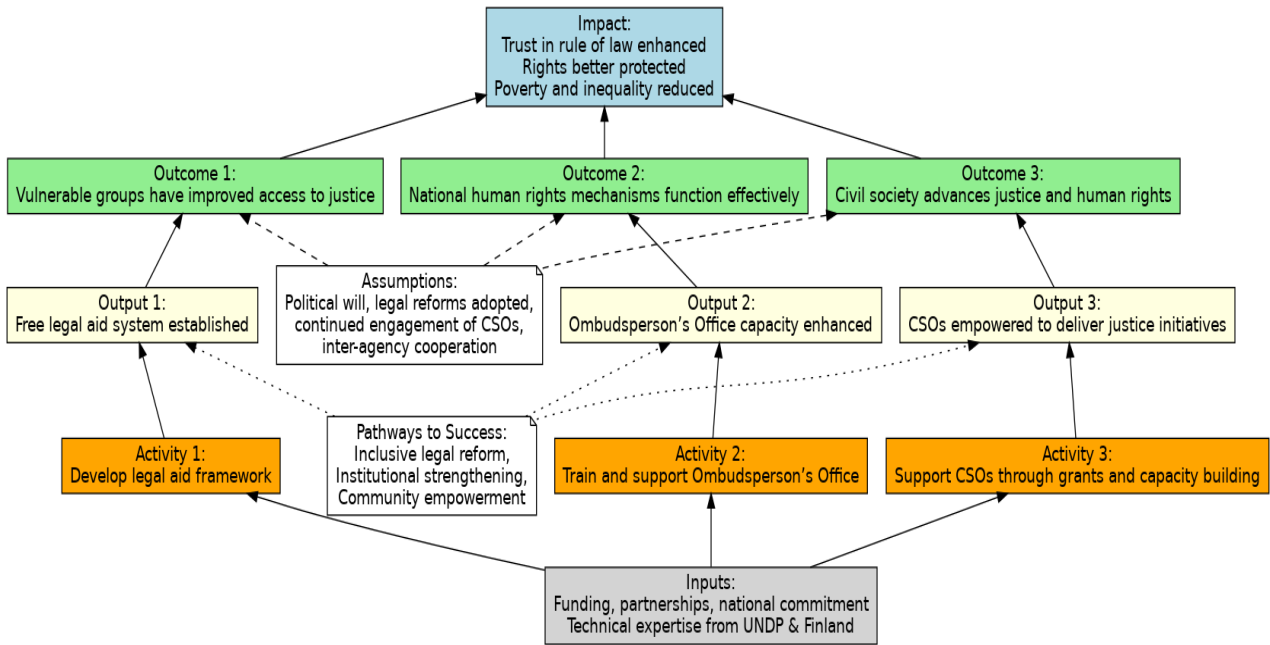 Impact:
Trust in rule of law enhanced
Rights better protected
Poverty and inequality reduced
Outcome 1:
Vulnerable groups have improved access to justice
Outcome 2:
National human rights mechanisms function effectively
Outcome 3:
Civil society advances justice and human rights
Assumptions:
Political will, legal reforms adopted,
continued engagement of CSOs,
inter-agency cooperation
Output 1:
Free legal aid system established
Output 2:
Ombudsperson’s Office capacity enhanced
Output 3:
CSOs empowered to deliver justice initiatives
Pathways to Success:
Inclusive legal reform,
Institutional strengthening,
Community empowerment
Activity 1:
Develop legal aid framework
Activity 2:
Train and support Ombudsperson’s Office
Activity 3:
Support CSOs through grants and capacity building
Inputs:
Funding, partnerships, national commitment
Technical expertise from UNDP & Finland